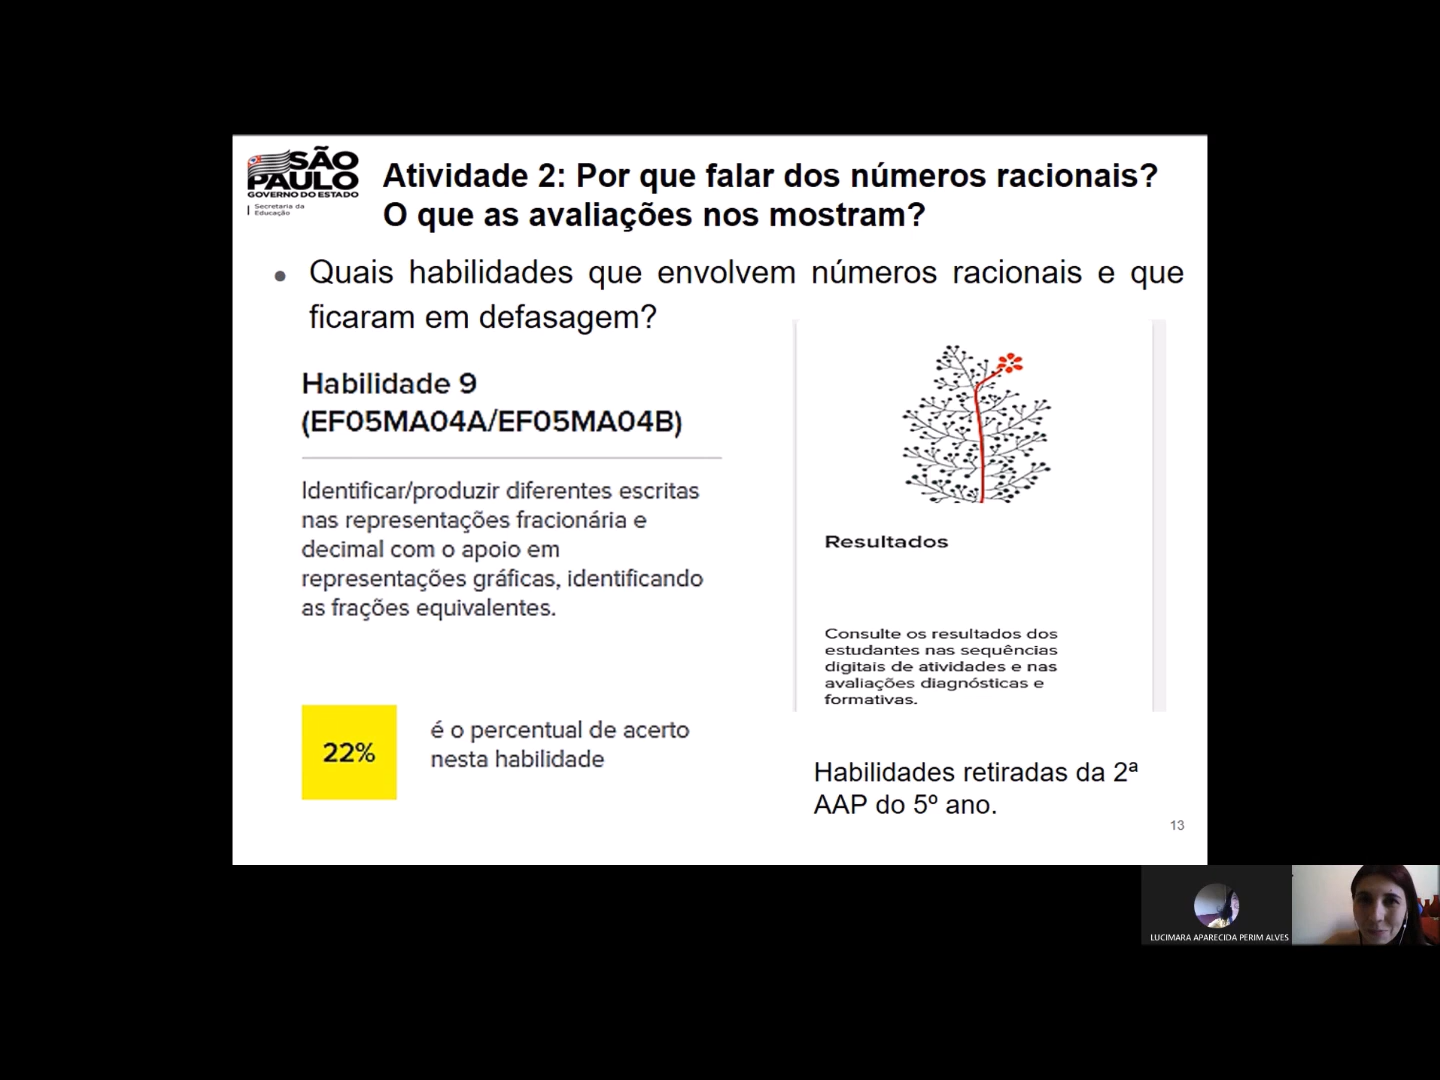 SÃO
PAULO
GOVERNO DO ESTADO
Secretaria da
Educação
Atividade 2: Por que falar dos números racionais?
O que as avaliações nos mostram?
Quais habilidades que envolvem números racionais e que
ficaram em defasagem?
Habilidade 9
(EF05MA04A/EF05MA04B)
Identificar/produzir diferentes escritas
nas representações fracionária e
decimal com o apoio em
representações gráficas, identificando
as frações equivalentes.
22%
é o percentual de acerto
nesta habilidade
Resultados
Consulte os resultados dos
estudantes nas sequências
digitais de atividades e nas
avaliações diagnósticas e
formativas.
Habilidades retiradas da 2ª
AAP do 5º ano.
13
LUCIMARA APARECIDA PERIM ALVES